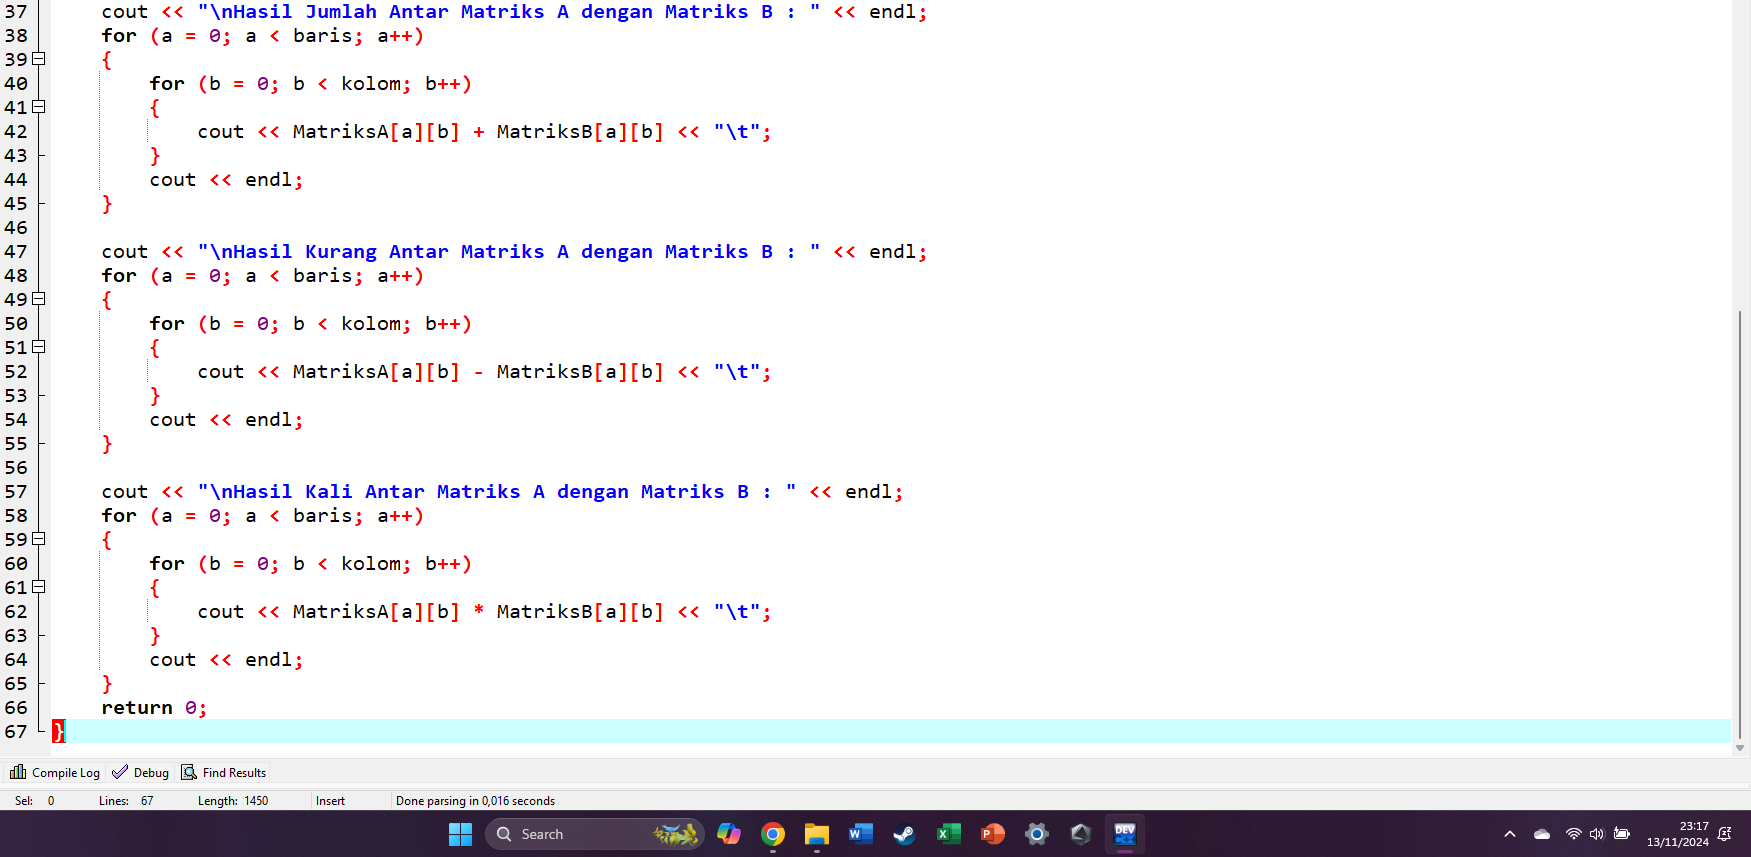 37 cout << "\nHasil Jumlah Antar Matriks A dengan Matriks B : " << endl;
38 for (a = 0; a < baris; a++)
39 {
40 for (b = 0; b < kolom; b++)
41 {
42 cout << MatriksA[a][b] + MatriksB[a][b] << "\t";
43 }
44 cout << endl;
45 }
46
47 cout << "\nHasil Kurang Antar Matriks A dengan Matriks B : " << endl;
48 for (a = 0; a < baris; a++)
49 {
50 for (b = 0; b < kolom; b++)
51 {
52 cout << MatriksA[a][b] - MatriksB[a][b] << "\t";
53 }
54 cout << endl;
55 }
56
57 cout << "\nHasil Kali Antar Matriks A dengan Matriks B : " << endl;
58 for (a = 0; a < baris; a++)
59 {
60 for (b = 0; b < kolom; b++)
61 {
62 cout << MatriksA[a][b] * MatriksB[a][b] << "\t";
63 }
64 cout << endl;
65 }
66 return 0;
67 }
Compile Log Debug Find Results
Sel: 0 Lines: 67 Length: 1450 Insert Done parsing in 0,016 seconds
Search DEV C++ 23:17
13/11/2024